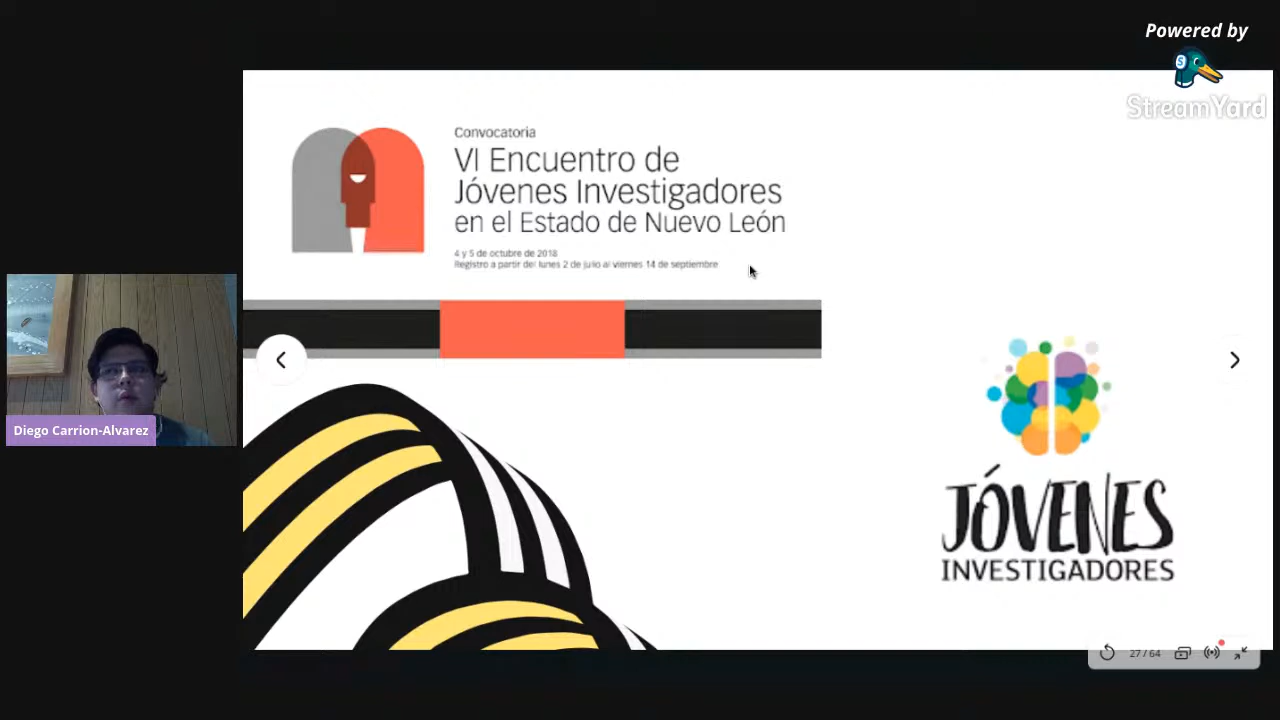 Powered by
StreamYard
Convocatoria
VI Encuentro de
Jóvenes Investigadores
en el Estado de Nuevo León
4 y 5 de octubre de 2018
Registro a partir del lunes 2 de julio al viernes 14 de septiembre
Diego Carrion-Alvarez
JÓVENES
INVESTIGADORES
27 / 64